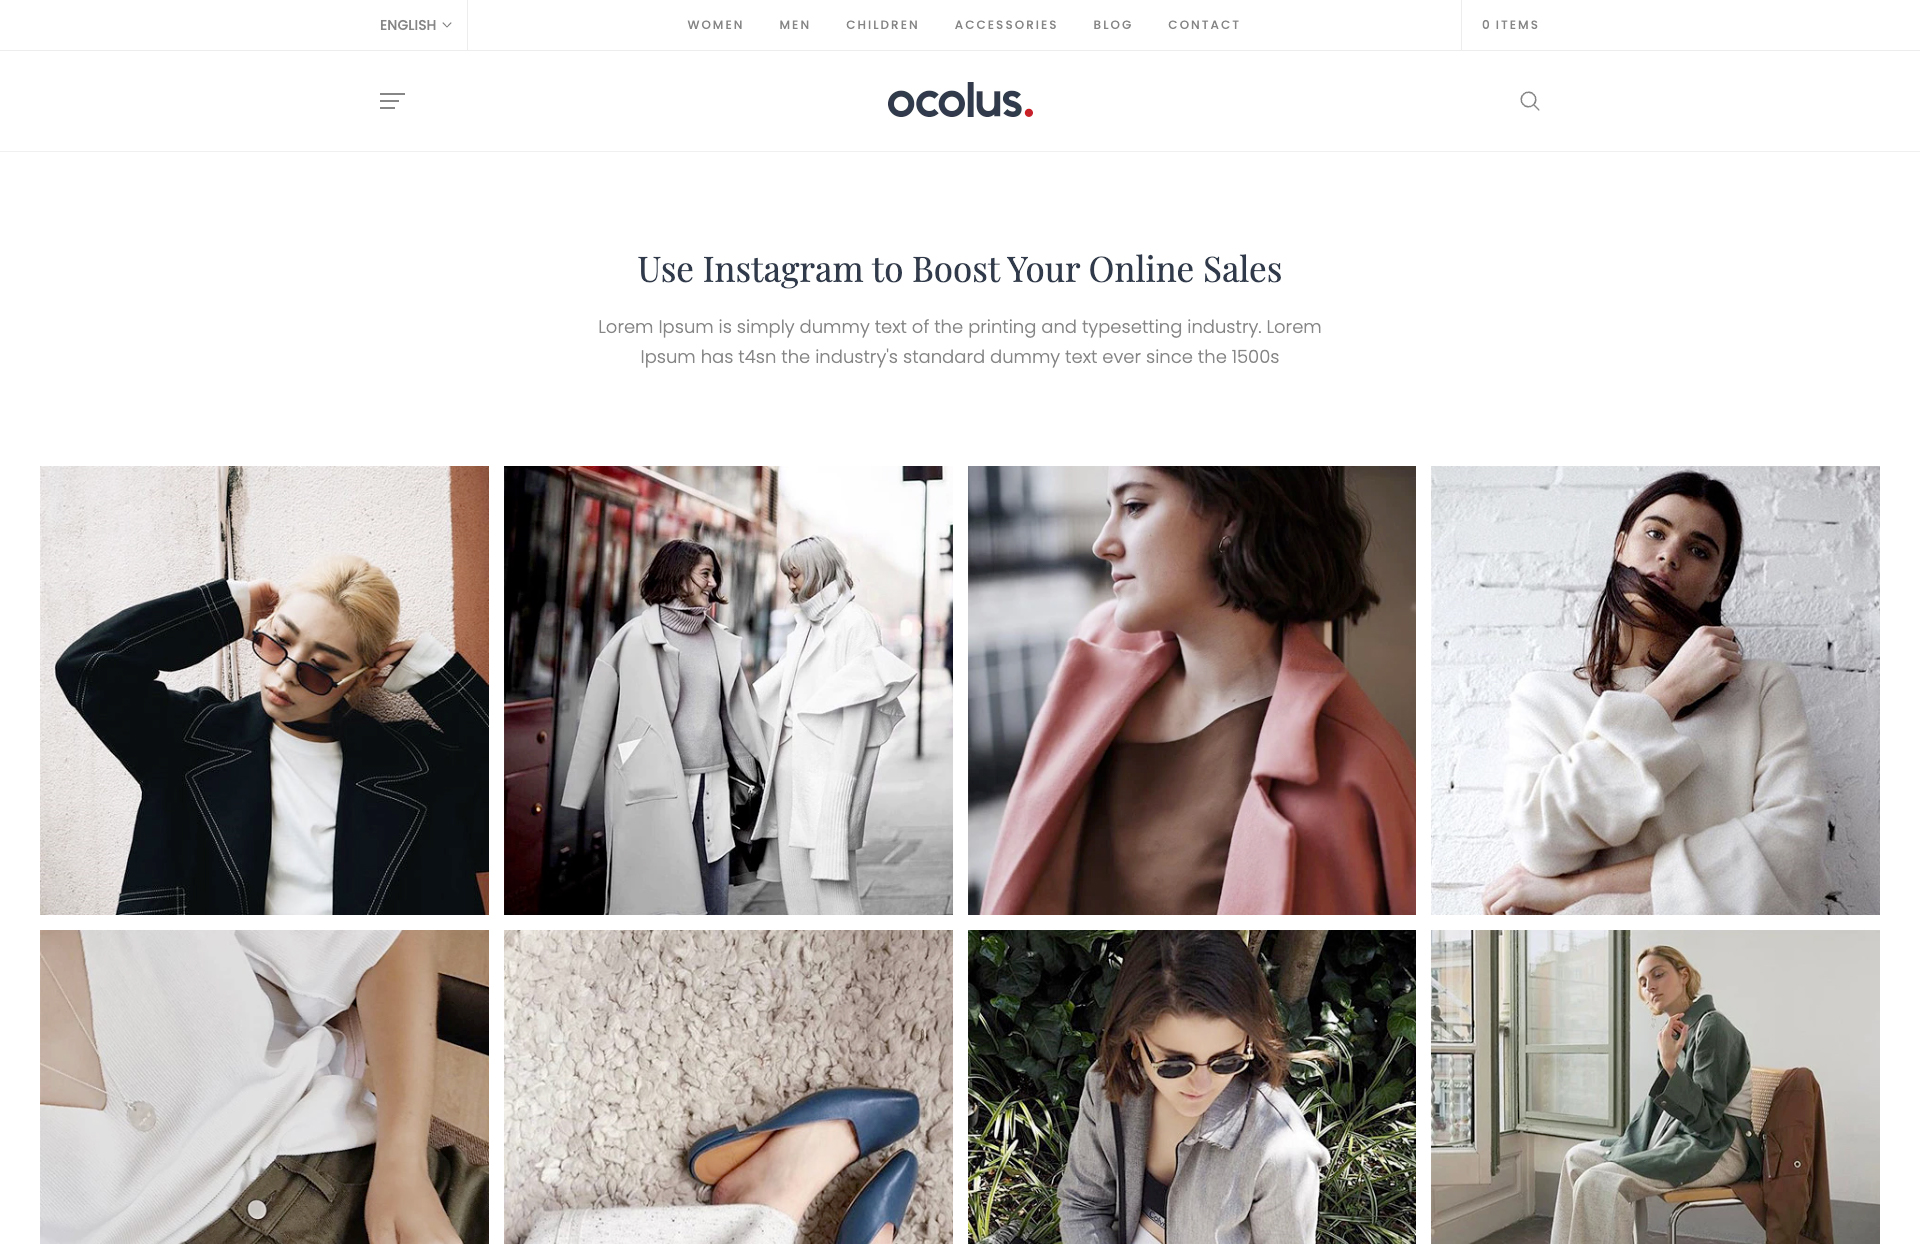 ENGLISH
WOMEN MEN CHILDREN ACCESSORIES BLOG CONTACT
0 ITEMS
ocolus.
Use Instagram to Boost Your Online Sales
Lorem Ipsum is simply dummy text of the printing and typesetting industry. Lorem
Ipsum has t4sn the industry's standard dummy text ever since the 1500s